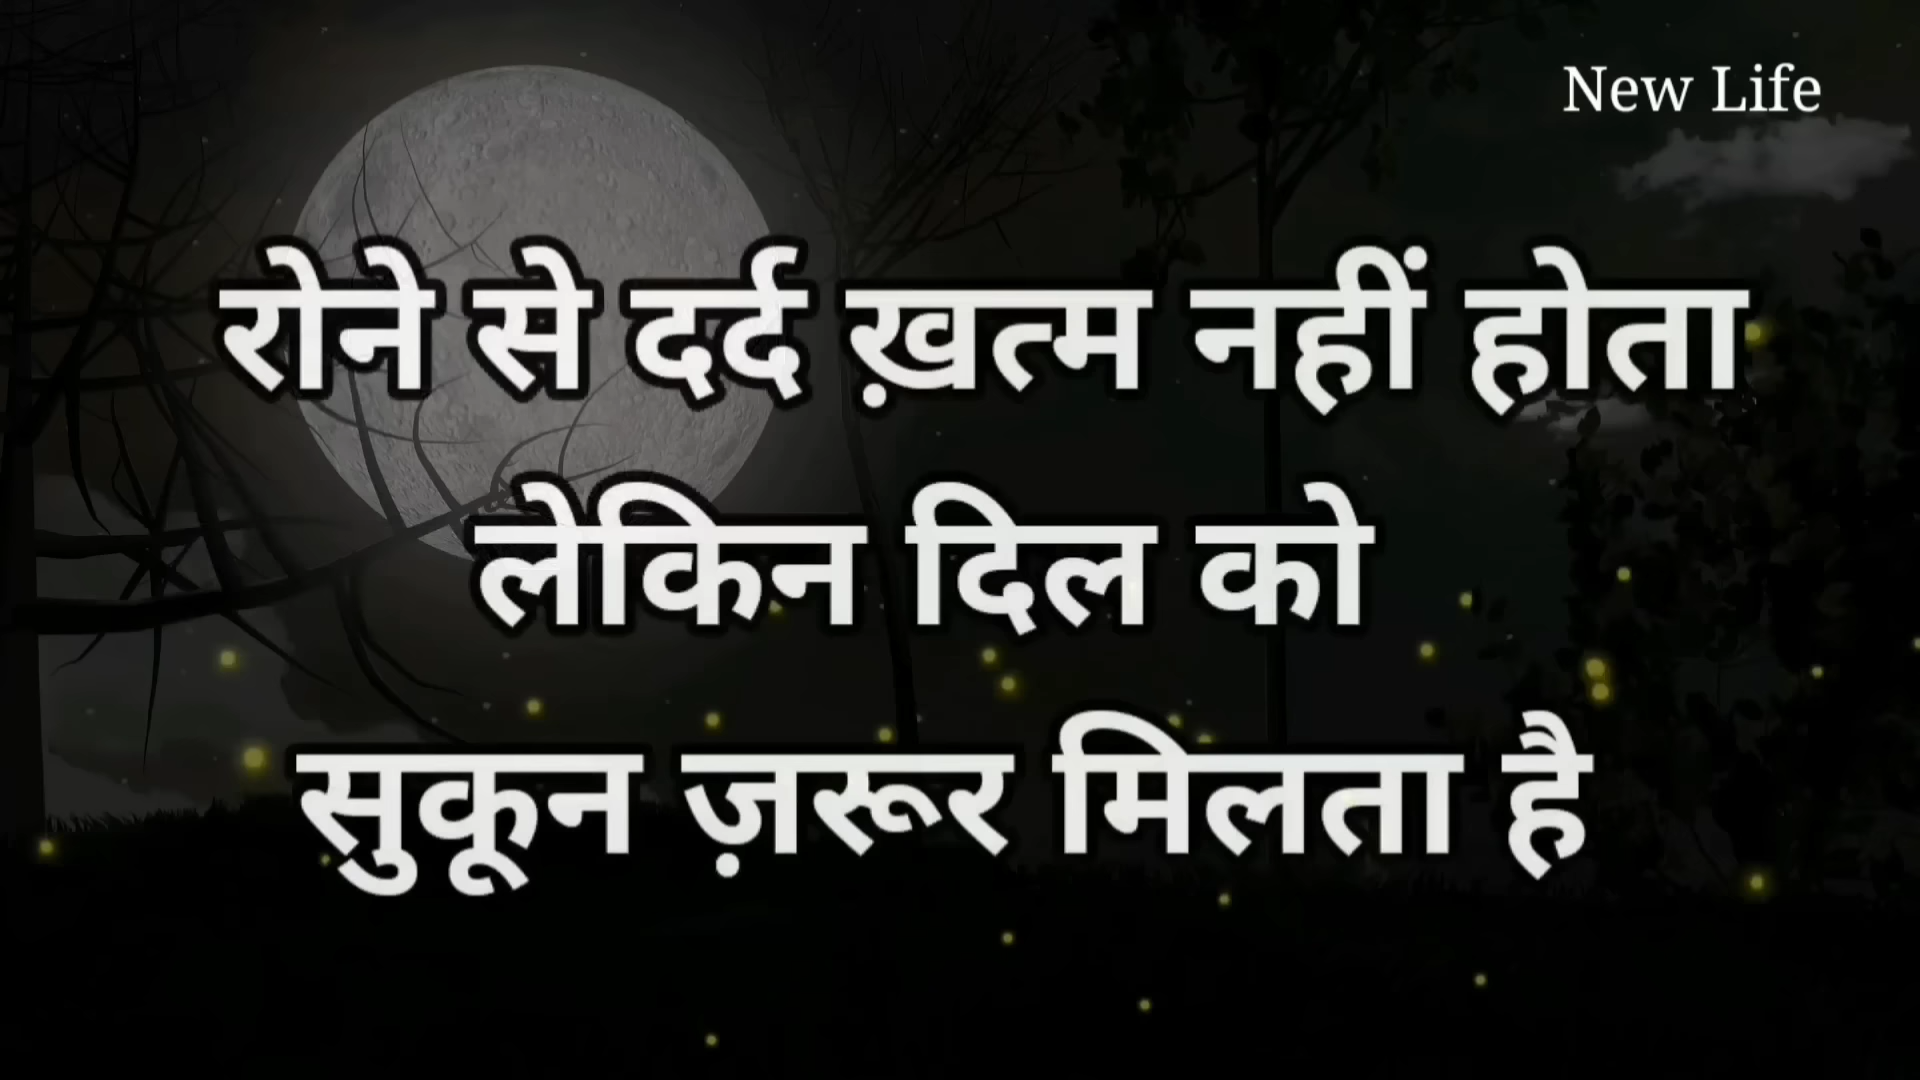 New Life
रोने से दर्द ख़त्म नहीं होता
लेकिन दिल को
सुकून ज़रूर मिलता है